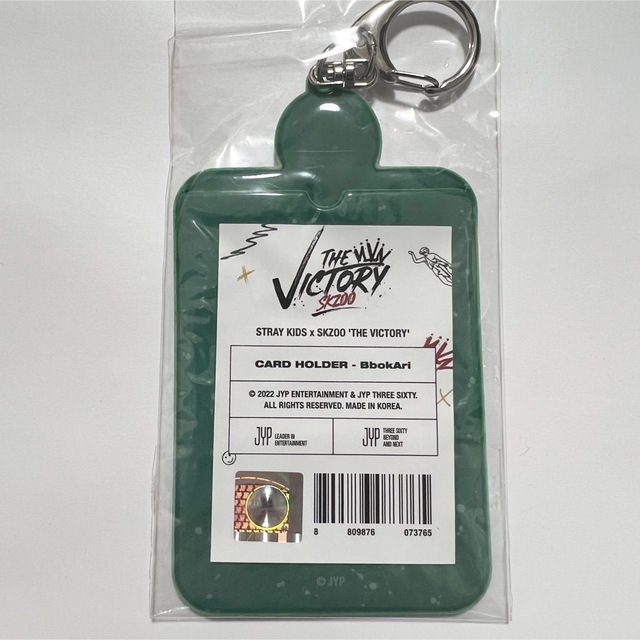 THE
VICTORY
SKZOO
STRAY KIDS x SKZOO 'THE VICTORY'
CARD HOLDER - BbokAri
© 2022 JYP ENTERTAINMENT & JYP THREE SIXTY.
ALL RIGHTS RESERVED. MADE IN KOREA.
JYP LEADER IN
ENTERTAINMENT
JYP THREE SIXTY
BEYOND
AND NEXT
8 809876 073765
© JYP